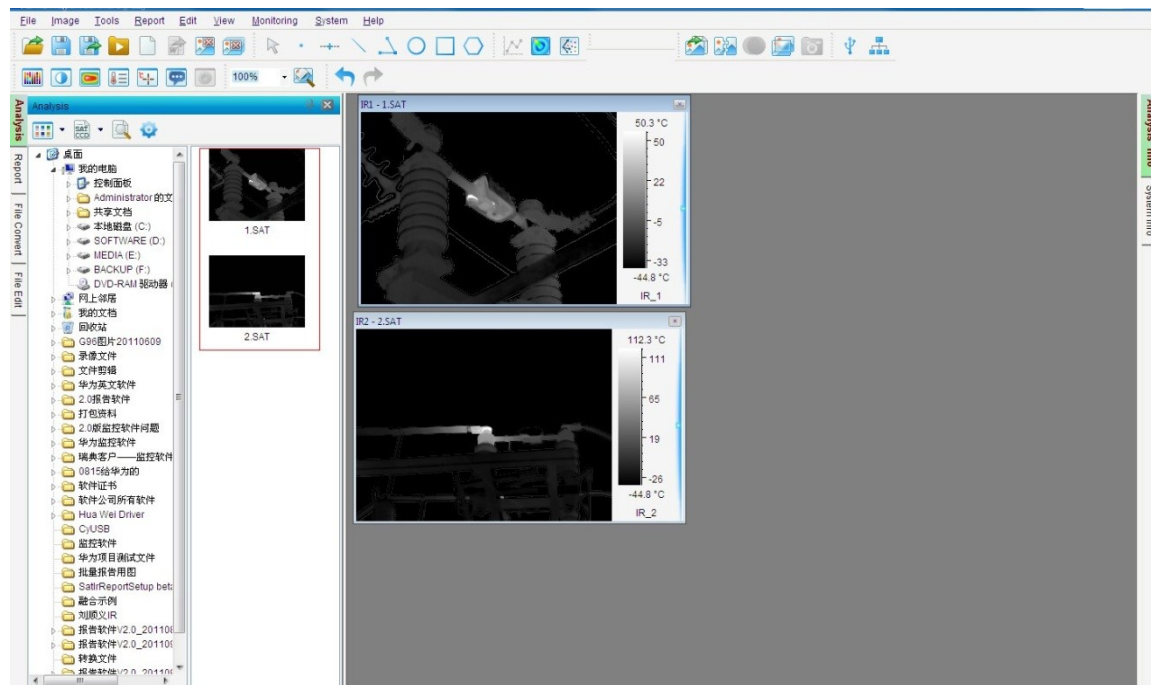 File Image Tools Report Edit View Monitoring System Help
100%
Analysis
Report
File Convert
File Edit
Analysis
SAT
CCD
桌面
我的电脑
控制面板
Administrator 的文
共享文档
本地磁盘 (C:)
SOFTWARE (D:)
MEDIA (E:)
BACKUP (F:)
DVD-RAM 驱动器 (
网上邻居
我的文档
回收站
G96图片20110609
录像文件
文件剪辑
华为英文软件
2.0报告软件
打包资料
2.0版监控软件问题
华为监控软件
瑞典客户——监控软件
0815给华为的
软件证书
软件公司所有软件
Hua Wei Driver
CyUSB
监控软件
华为项目测试文件
批量报告用图
SatIrReportSetup beta
融合示例
刘顺义IR
报告软件V2.0_20110
报告软件V2.0_20110
转换文件
报告软件V2.0_20110
1.SAT
2.SAT
IR1 - 1.SAT
50.3 °C
50
22
-5
-33
-44.8 °C
IR_1
IR2 - 2.SAT
112.3 °C
111
65
19
-26
-44.8 °C
IR_2
Analysis Info
System Info